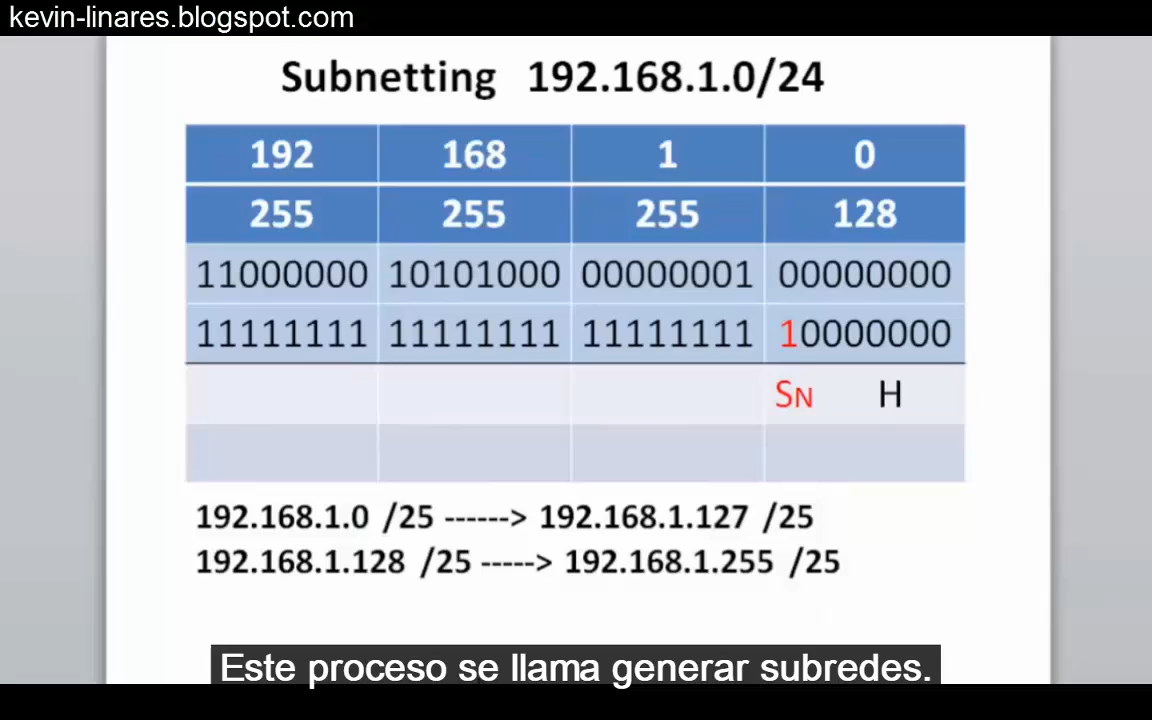 kevin-linares.blogspot.com
Subnetting 192.168.1.0/24
192 168 1 0
255 255 255 128
11000000 10101000 00000001 00000000
11111111 11111111 11111111 10000000
SN H
192.168.1.0 /25 ------> 192.168.1.127 /25
192.168.1.128 /25 -----> 192.168.1.255 /25
Este proceso se llama generar subredes.